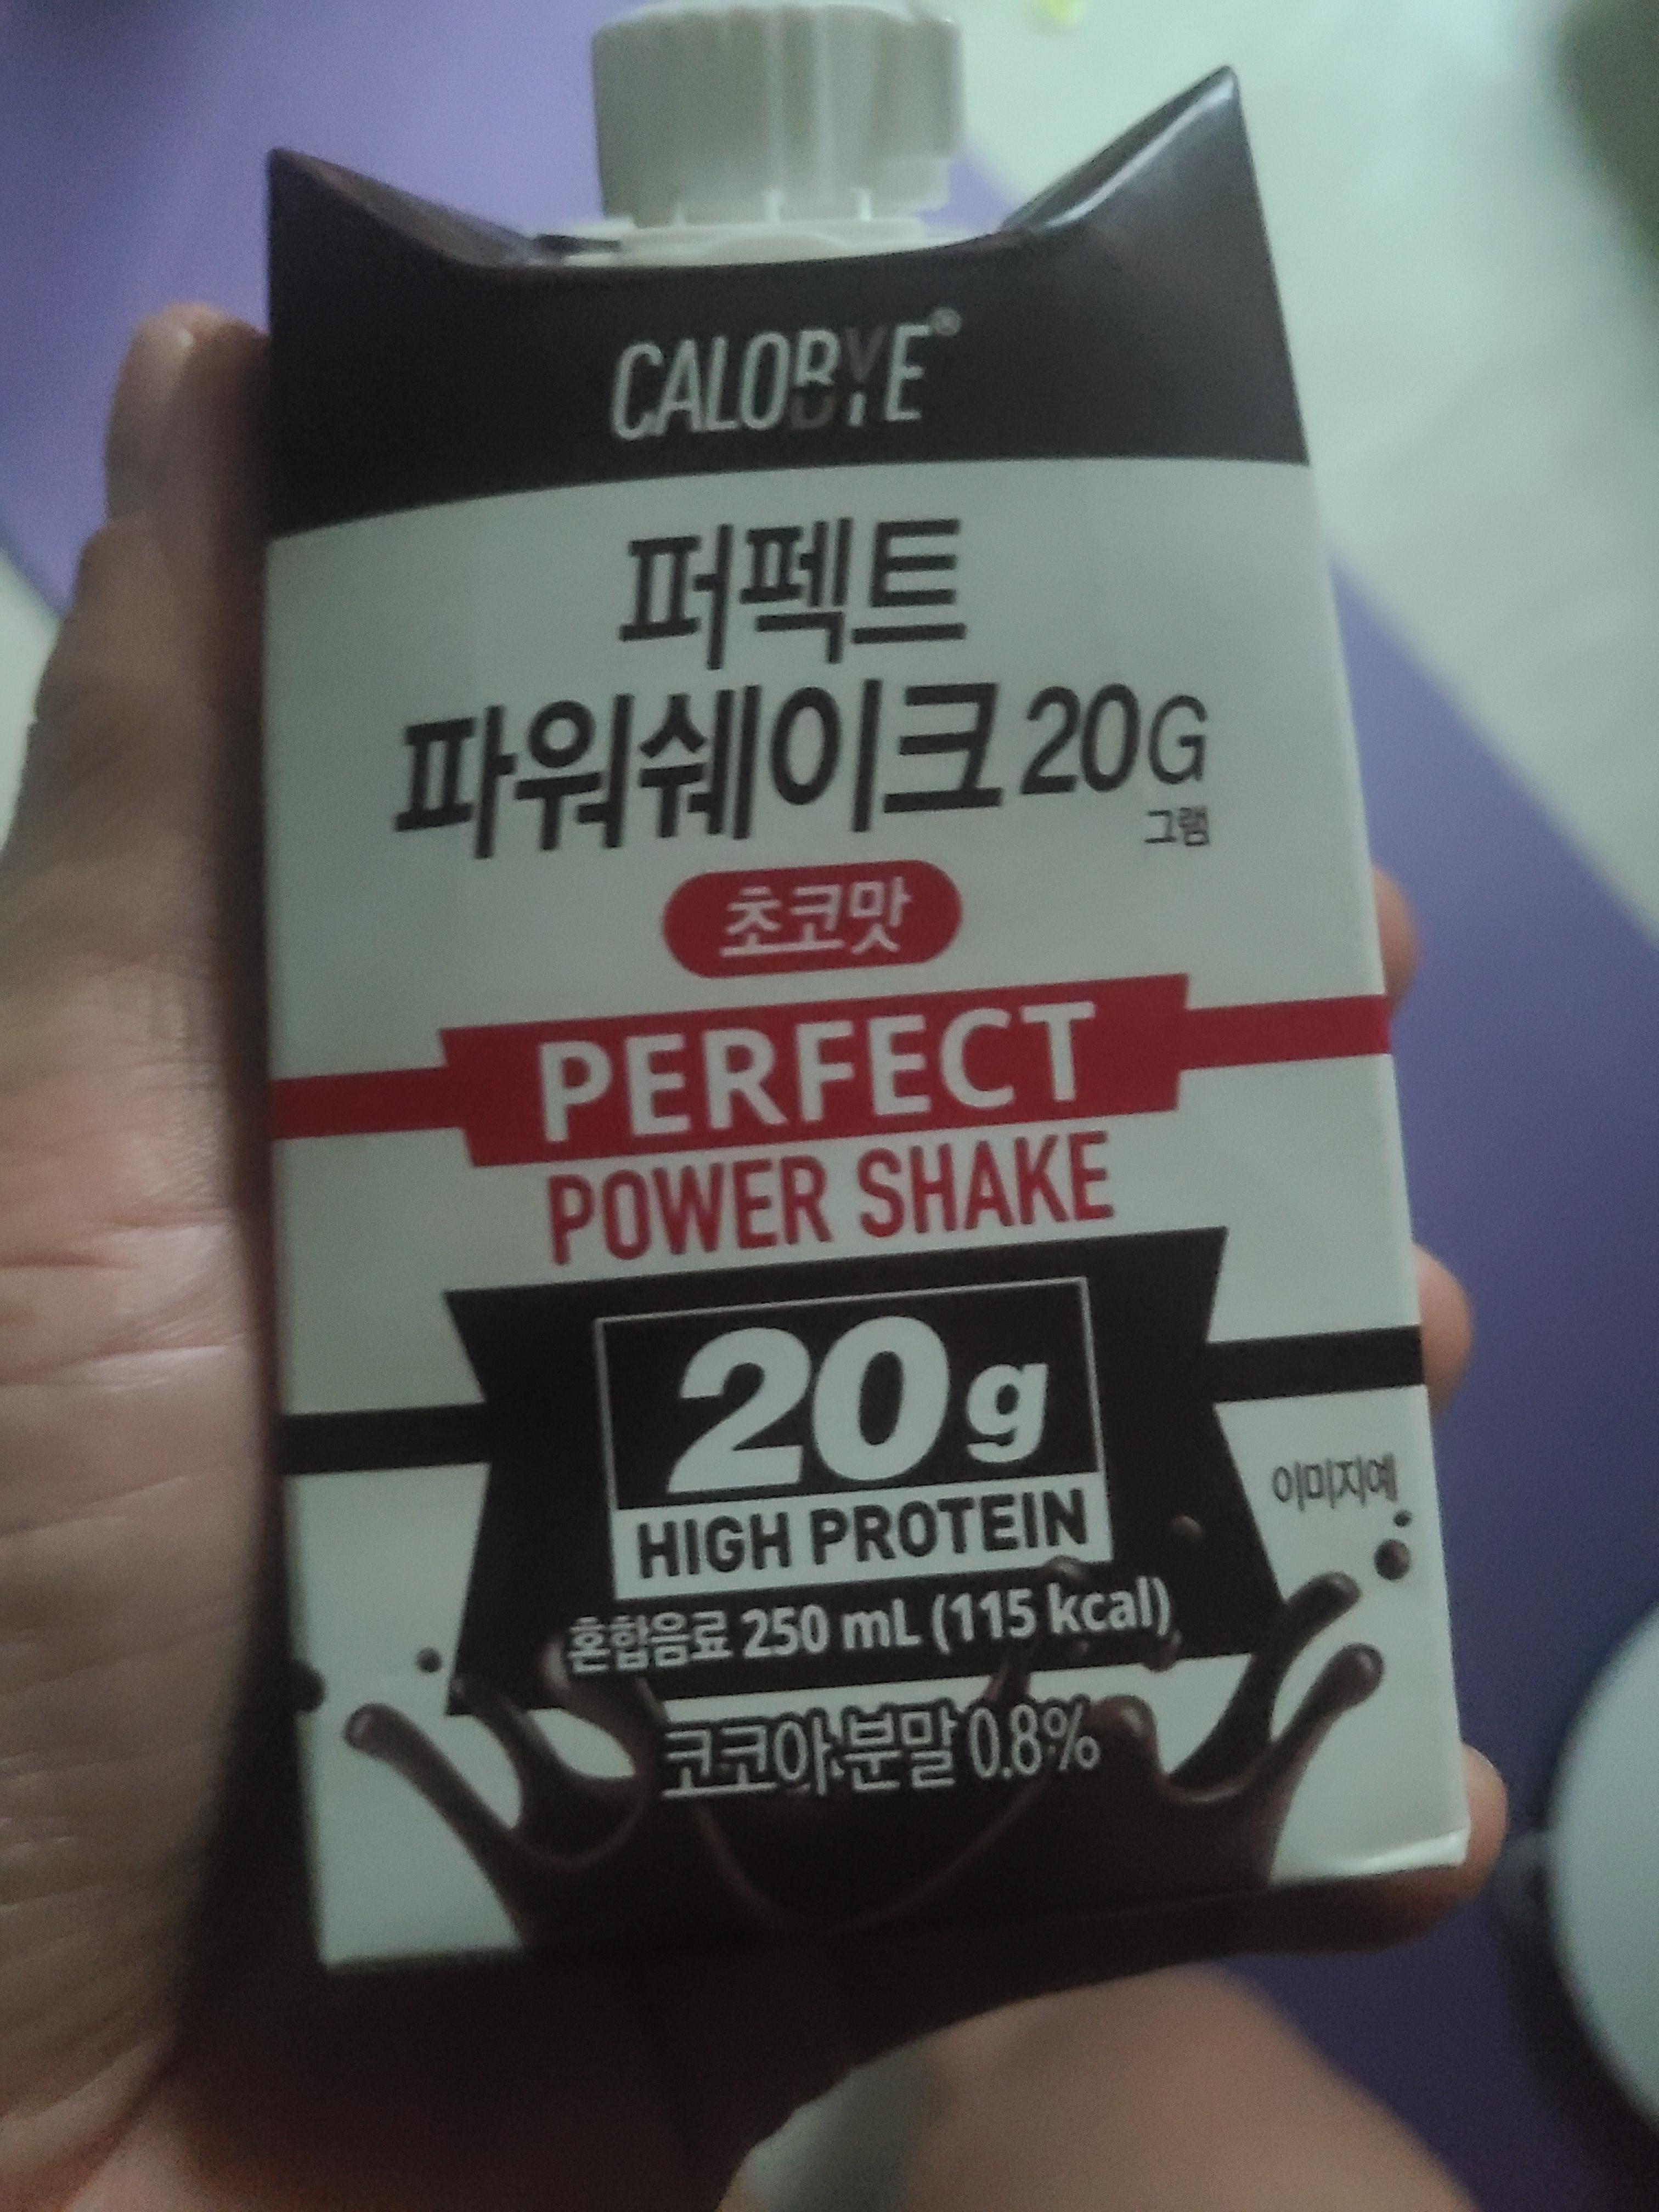 CALOBYE®
퍼펙트
파워쉐이크 20G
그램
초코맛
PERFECT
POWER SHAKE
20g
HIGH PROTEIN
이미지예
혼합음료 250 mL (115 kcal)
코코아분말 0.8%